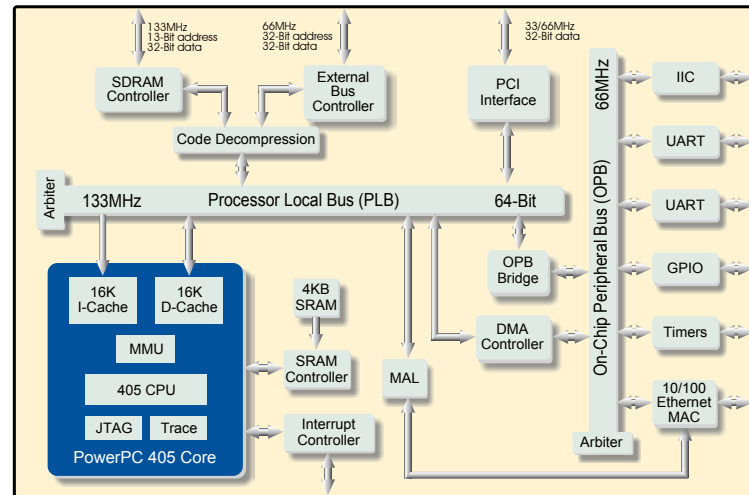 133MHz
13-Bit address
32-Bit data
66MHz
32-Bit address
32-Bit data
33/66MHz
32-Bit data
SDRAM
Controller
External
Bus
Controller
PCI
Interface
Code Decompression
Arbiter
133MHz
Processor Local Bus (PLB)
64-Bit
16K
I-Cache
16K
D-Cache
MMU
405 CPU
JTAG
Trace
PowerPC 405 Core
4KB
SRAM
SRAM
Controller
Interrupt
Controller
MAL
OPB
Bridge
DMA
Controller
On-Chip Peripheral Bus (OPB)
66MHz
Arbiter
IIC
UART
UART
GPIO
Timers
10/100
Ethernet
MAC